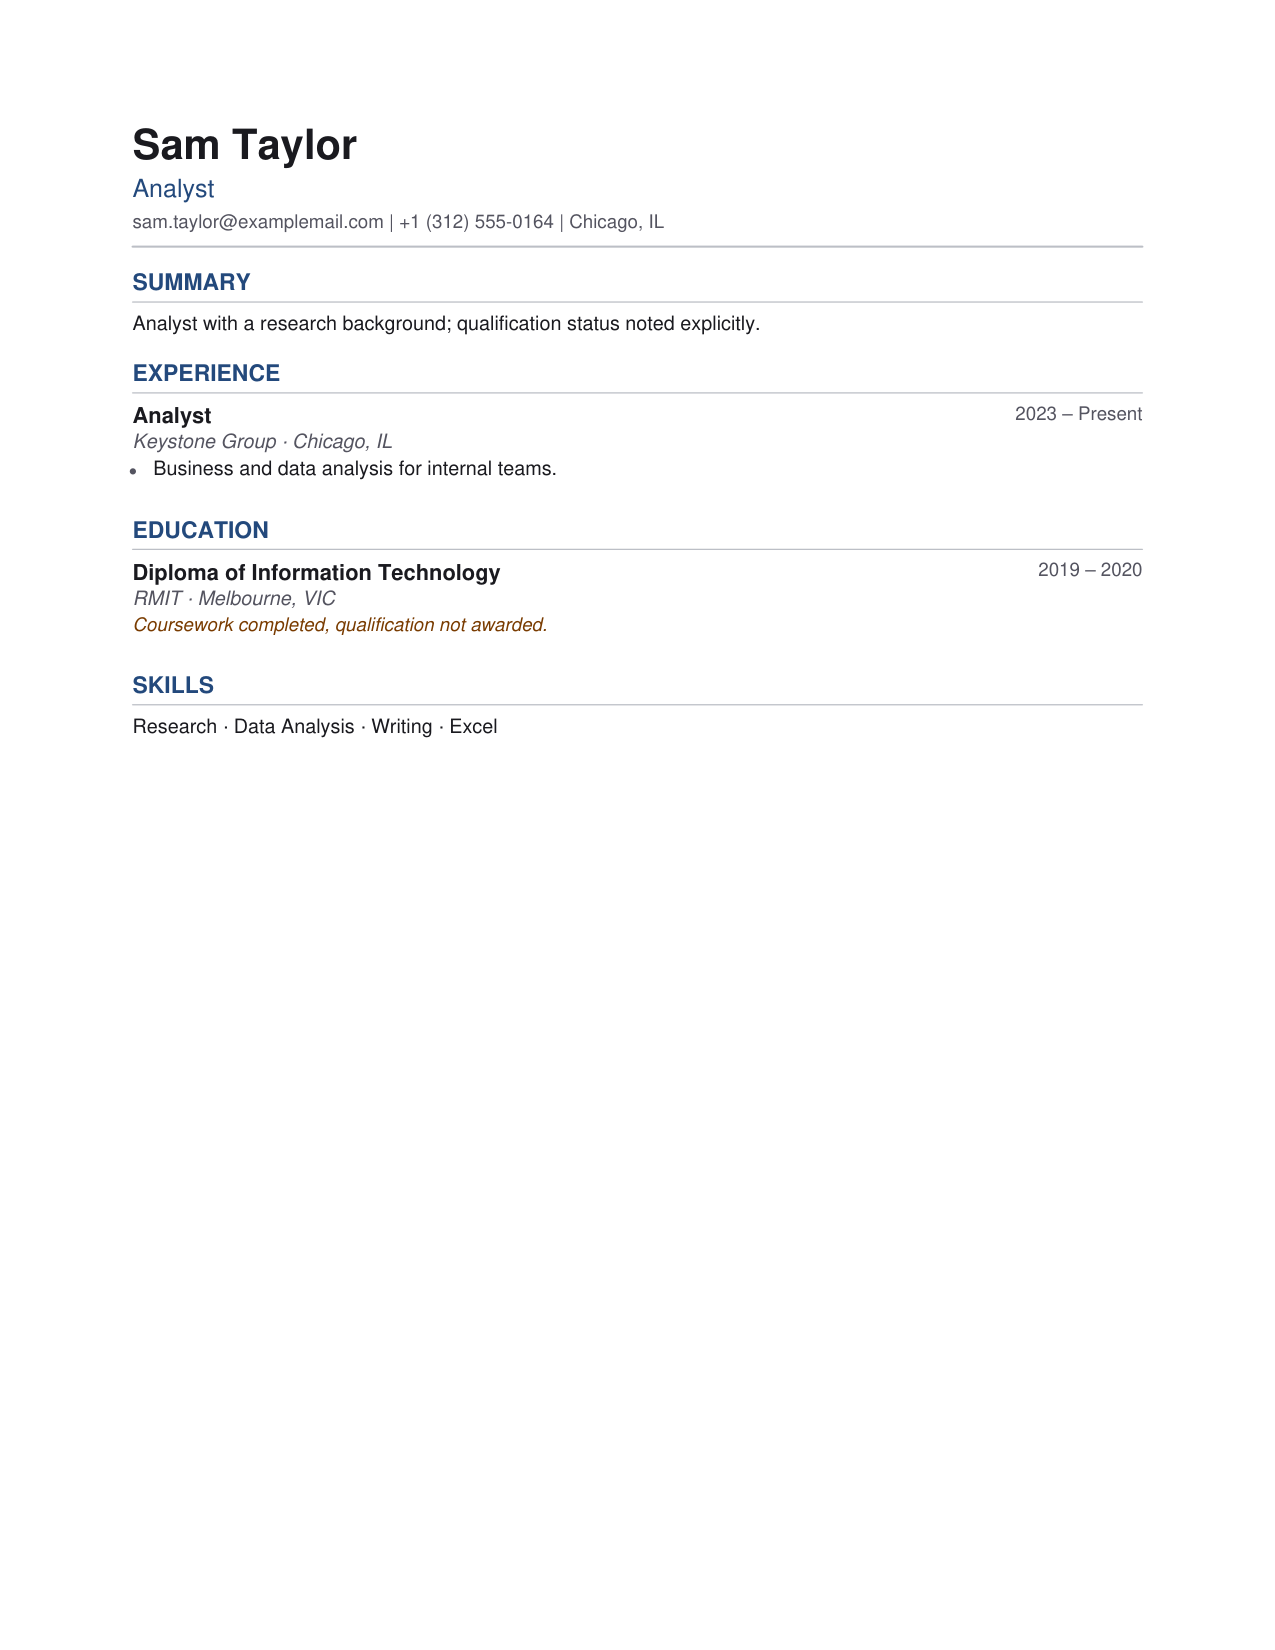 Sam Taylor
Analyst
sam.taylor@examplemail.com | +1 (312) 555-0164 | Chicago, IL
SUMMARY
Analyst with a research background; qualification status noted explicitly.
EXPERIENCE
Analyst 2023 – Present
Keystone Group · Chicago, IL
• Business and data analysis for internal teams.
EDUCATION
Diploma of Information Technology 2019 – 2020
RMIT · Melbourne, VIC
Coursework completed, qualification not awarded.
SKILLS
Research · Data Analysis · Writing · Excel